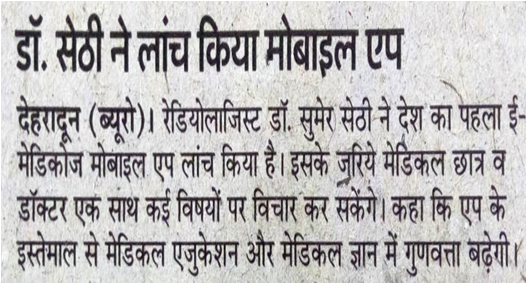 डॉ. सेठी ने लांच किया मोबाइल एप
देहरादून (ब्यूरो)। रेडियोलाजिस्ट डॉ. सुमेर सेठी ने देश का पहला ई-
मेडिकोज मोबाइल एप लांच किया है। इसके जरिये मेडिकल छात्र व
डॉक्टर एक साथ कई विषयों पर विचार कर सकेंगे। कहा कि एप के
इस्तेमाल से मेडिकल एजुकेशन और मेडिकल ज्ञान में गुणवत्ता बढ़ेगी।